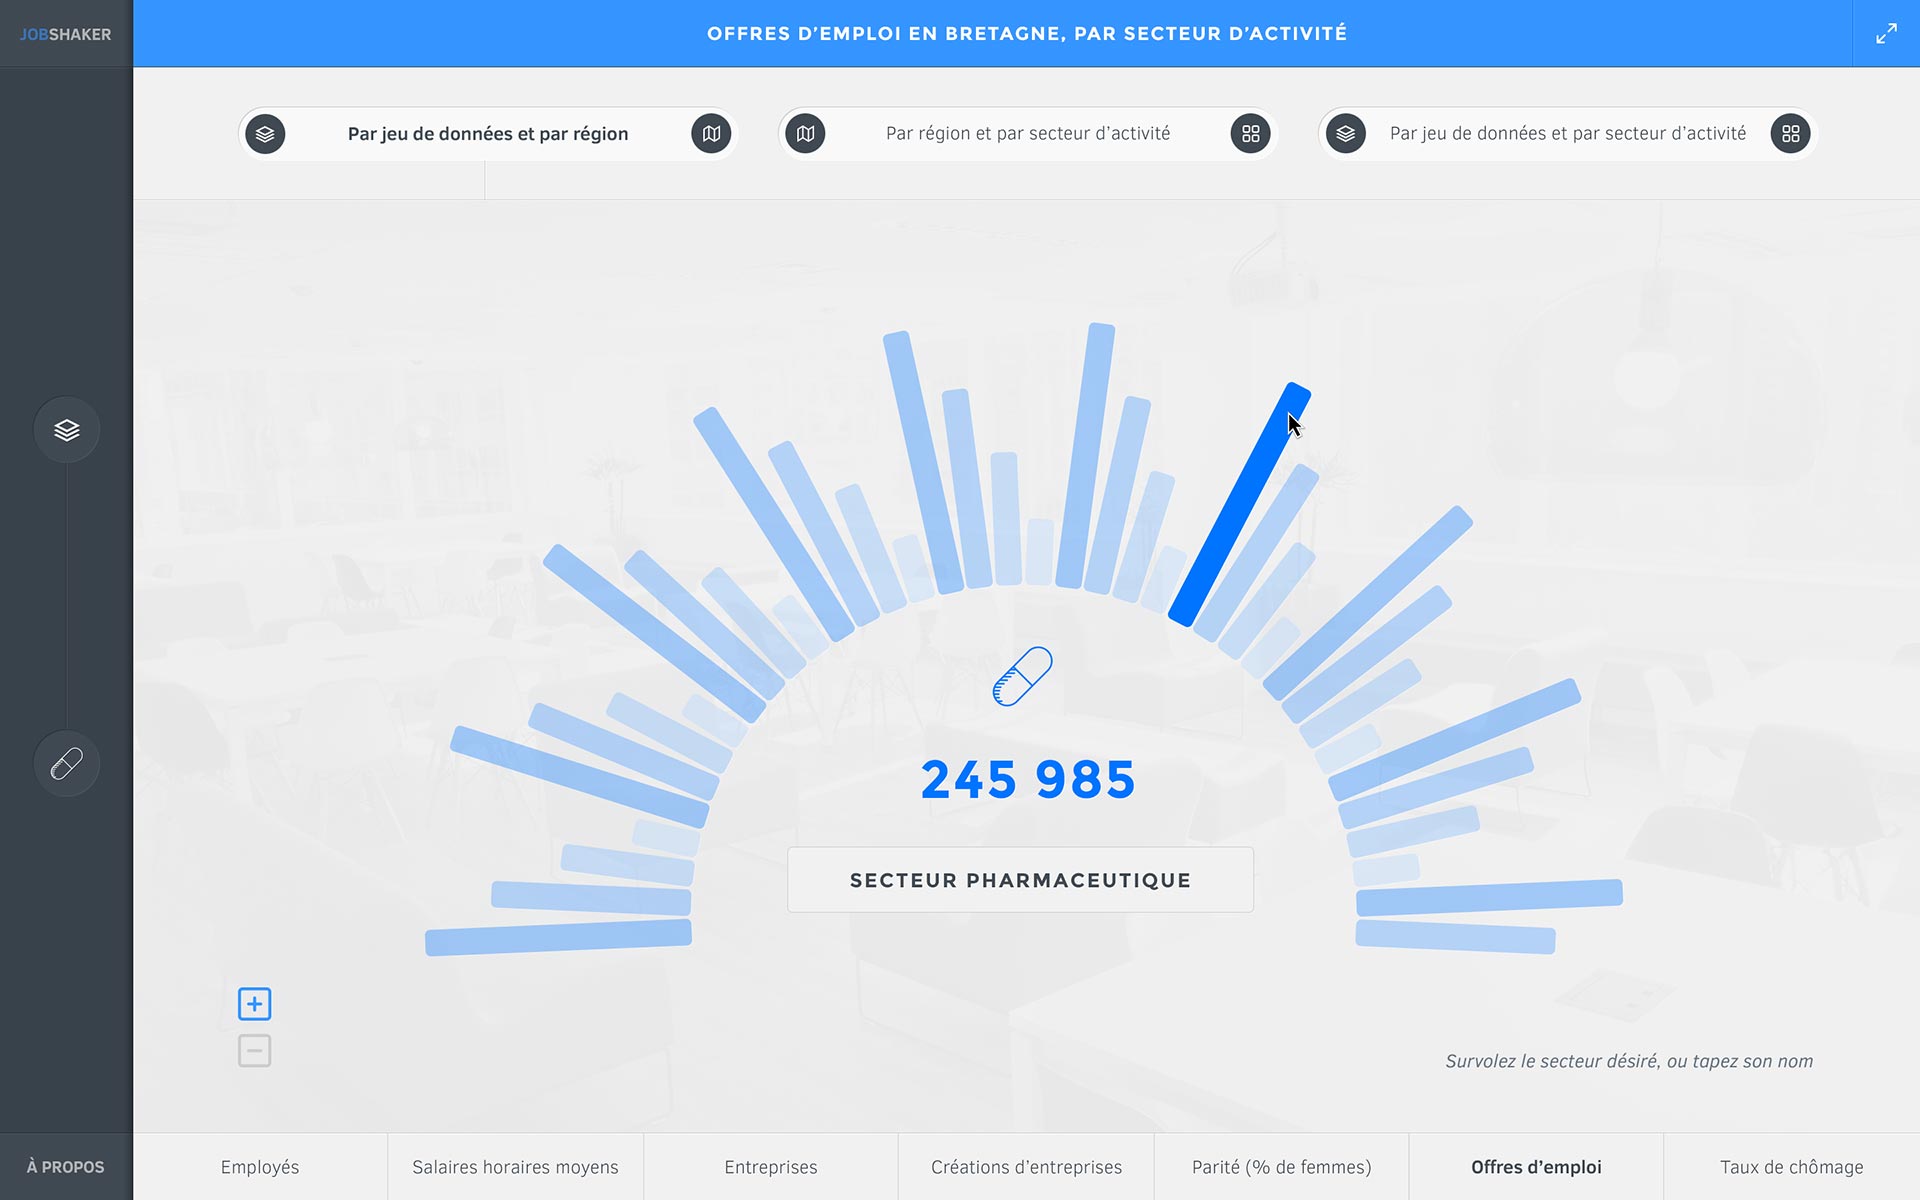 JOBSHAKER
OFFRES D’EMPLOI EN BRETAGNE, PAR SECTEUR D’ACTIVITÉ
Par jeu de données et par région
Par région et par secteur d’activité
Par jeu de données et par secteur d’activité
245 985
SECTEUR PHARMACEUTIQUE
Survolez le secteur désiré, ou tapez son nom
À PROPOS
Employés
Salaires horaires moyens
Entreprises
Créations d’entreprises
Parité (% de femmes)
Offres d’emploi
Taux de chômage